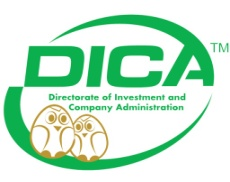 DICA™
Directorate of Investment and
Company Administration